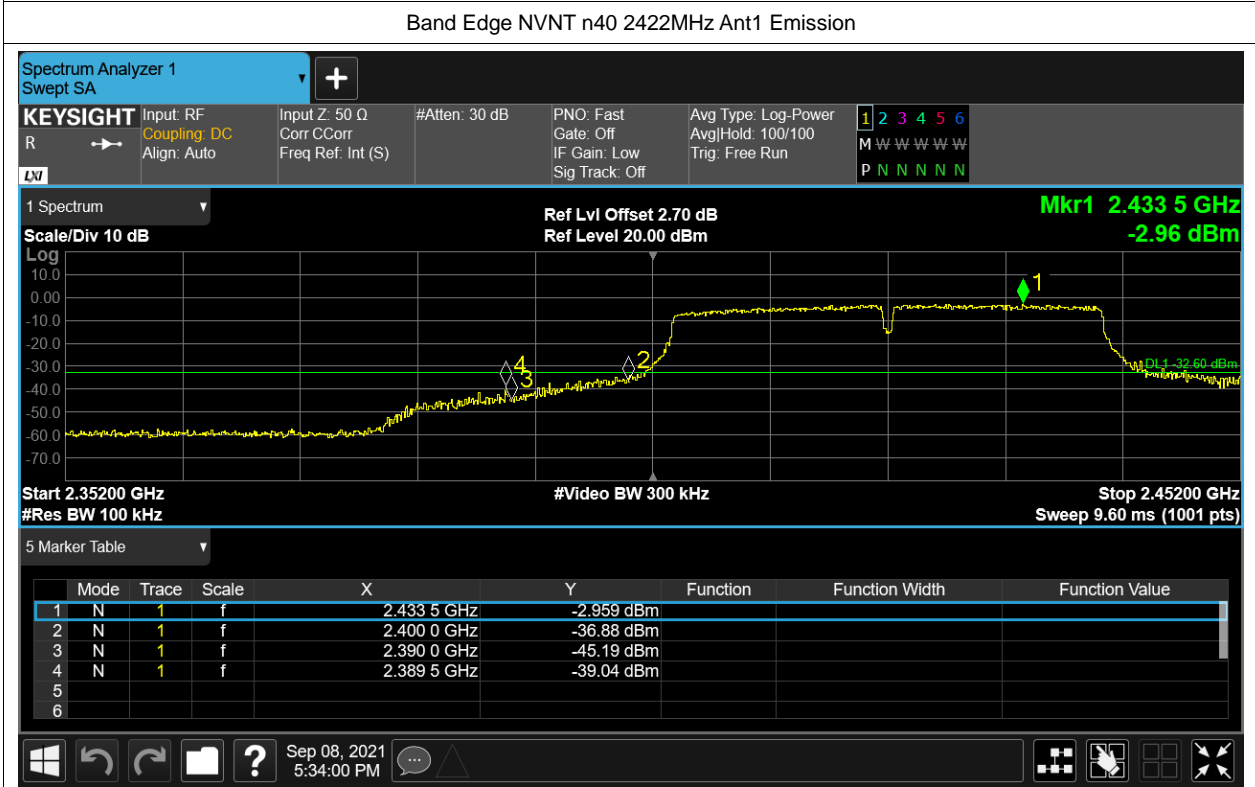 Band Edge NVNT n40 2422MHz Ant1 Emission
Spectrum Analyzer 1
Swept SA
KEYSIGHT
R
LXI
Input: RF
Coupling: DC
Align: Auto
Input Z: 50 Ω
Corr CCorr
Freq Ref: Int (S)
#Atten: 30 dB
PNO: Fast
Gate: Off
IF Gain: Low
Sig Track: Off
Avg Type: Log-Power
Avg|Hold: 100/100
Trig: Free Run
1 2 3 4 5 6
M W W W W W
P N N N N N
1 Spectrum
Scale/Div 10 dB
Ref Lvl Offset 2.70 dB
Ref Level 20.00 dBm
Mkr1 2.433 5 GHz
-2.96 dBm
Log
10.0
0.00
-10.0
-20.0
-30.0
-40.0
-50.0
-60.0
-70.0
1
2
4
3
DL1 -32.60 dBm
Start 2.35200 GHz
#Video BW 300 kHz
Stop 2.45200 GHz
#Res BW 100 kHz
Sweep 9.60 ms (1001 pts)
5 Marker Table
Mode Trace Scale X Y Function Function Width Function Value
1 N 1 f 2.433 5 GHz -2.959 dBm
2 N 1 f 2.400 0 GHz -36.88 dBm
3 N 1 f 2.390 0 GHz -45.19 dBm
4 N 1 f 2.389 5 GHz -39.04 dBm
5
6
?
Sep 08, 2021
5:34:00 PM